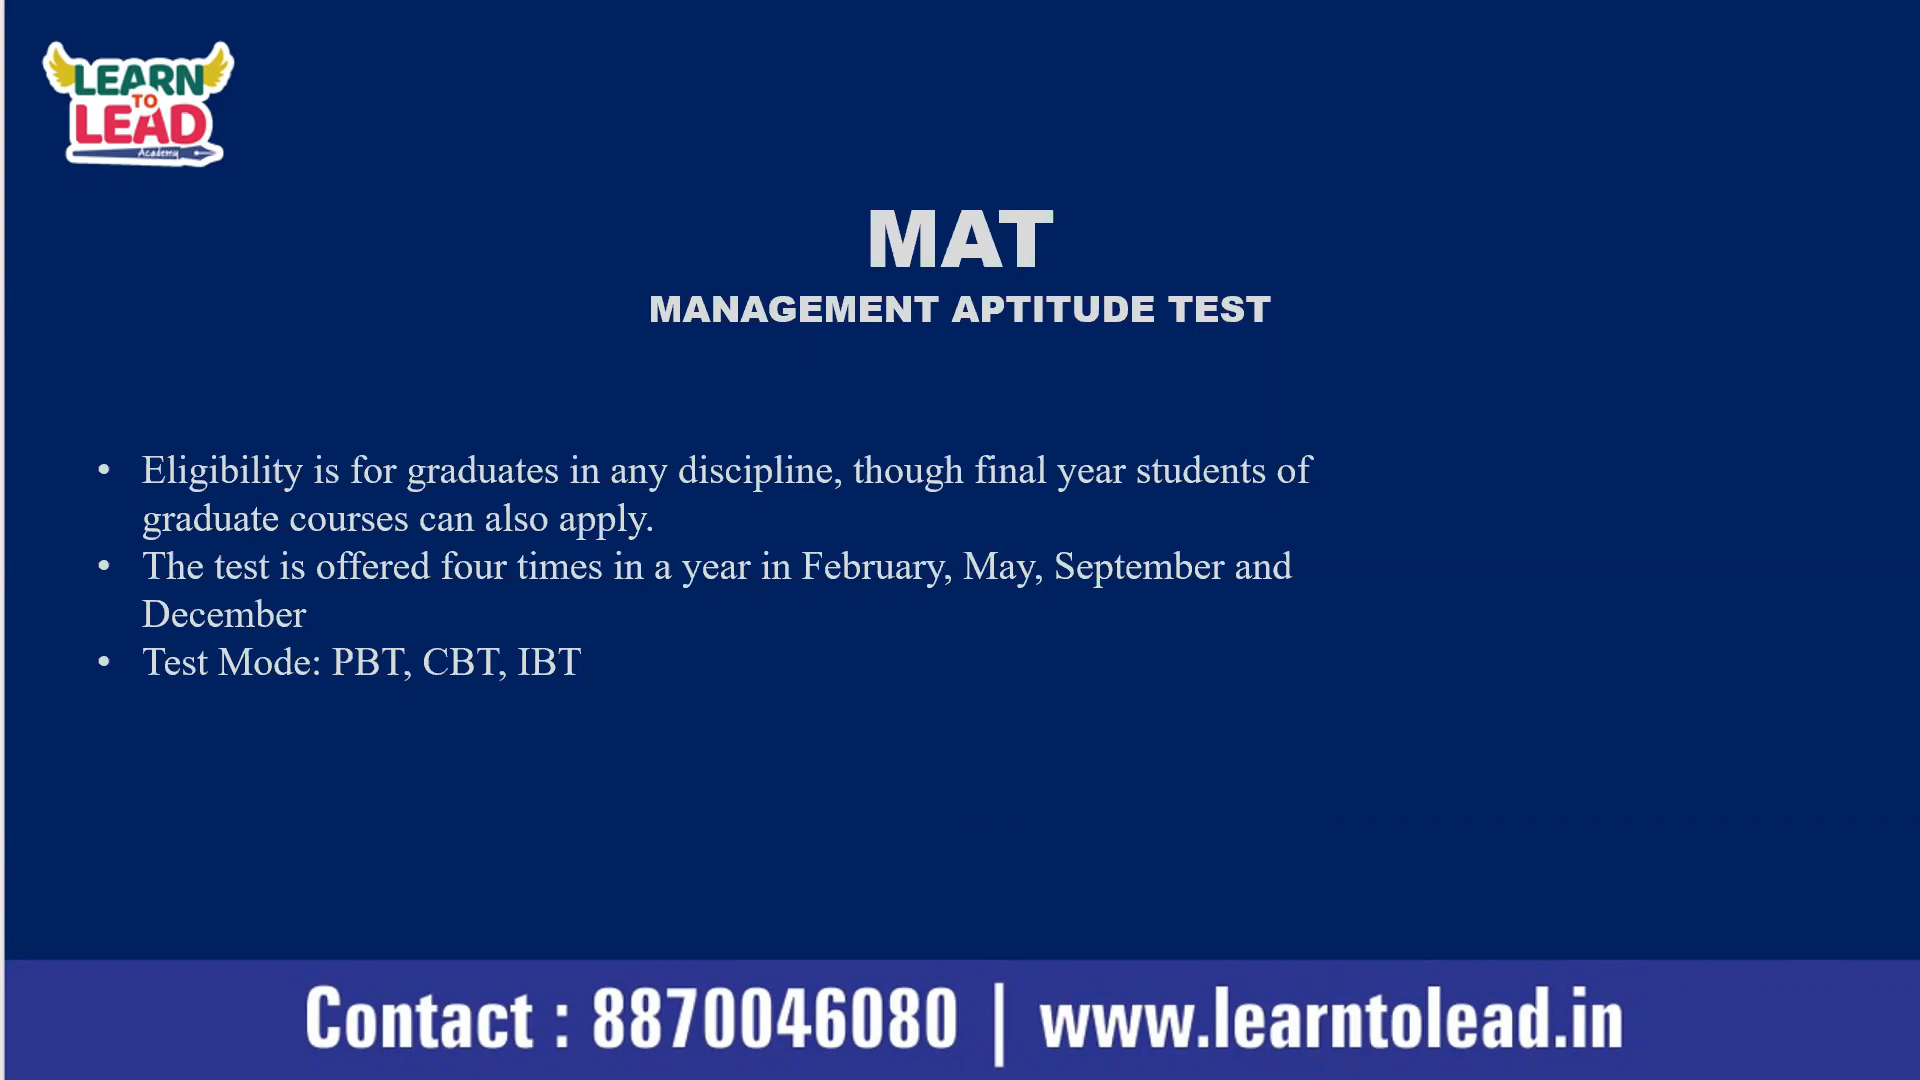 LEARN
TO
LEAD
Academy
MAT
MANAGEMENT APTITUDE TEST
• Eligibility is for graduates in any discipline, though final year students of
graduate courses can also apply.
• The test is offered four times in a year in February, May, September and
December
• Test Mode: PBT, CBT, IBT
Contact : 8870046080 | www.learntolead.in